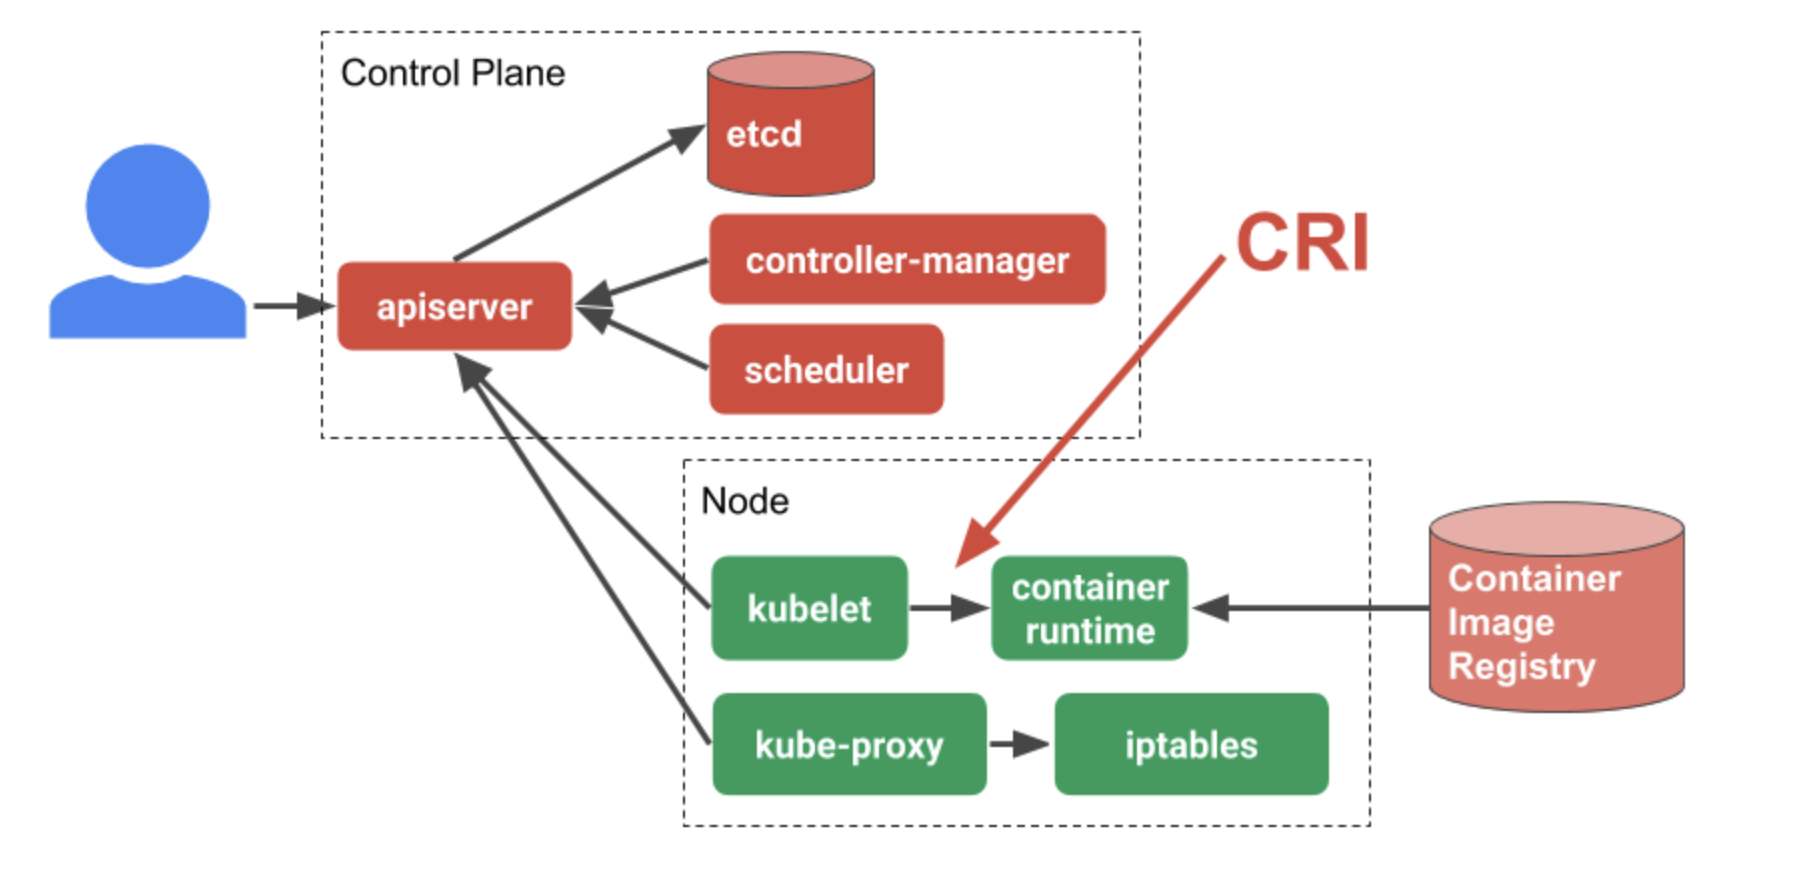 Control Plane
etcd
controller-manager
CRI
apiserver
scheduler
Node
kubelet
container
runtime
Container
Image
Registry
kube-proxy
iptables